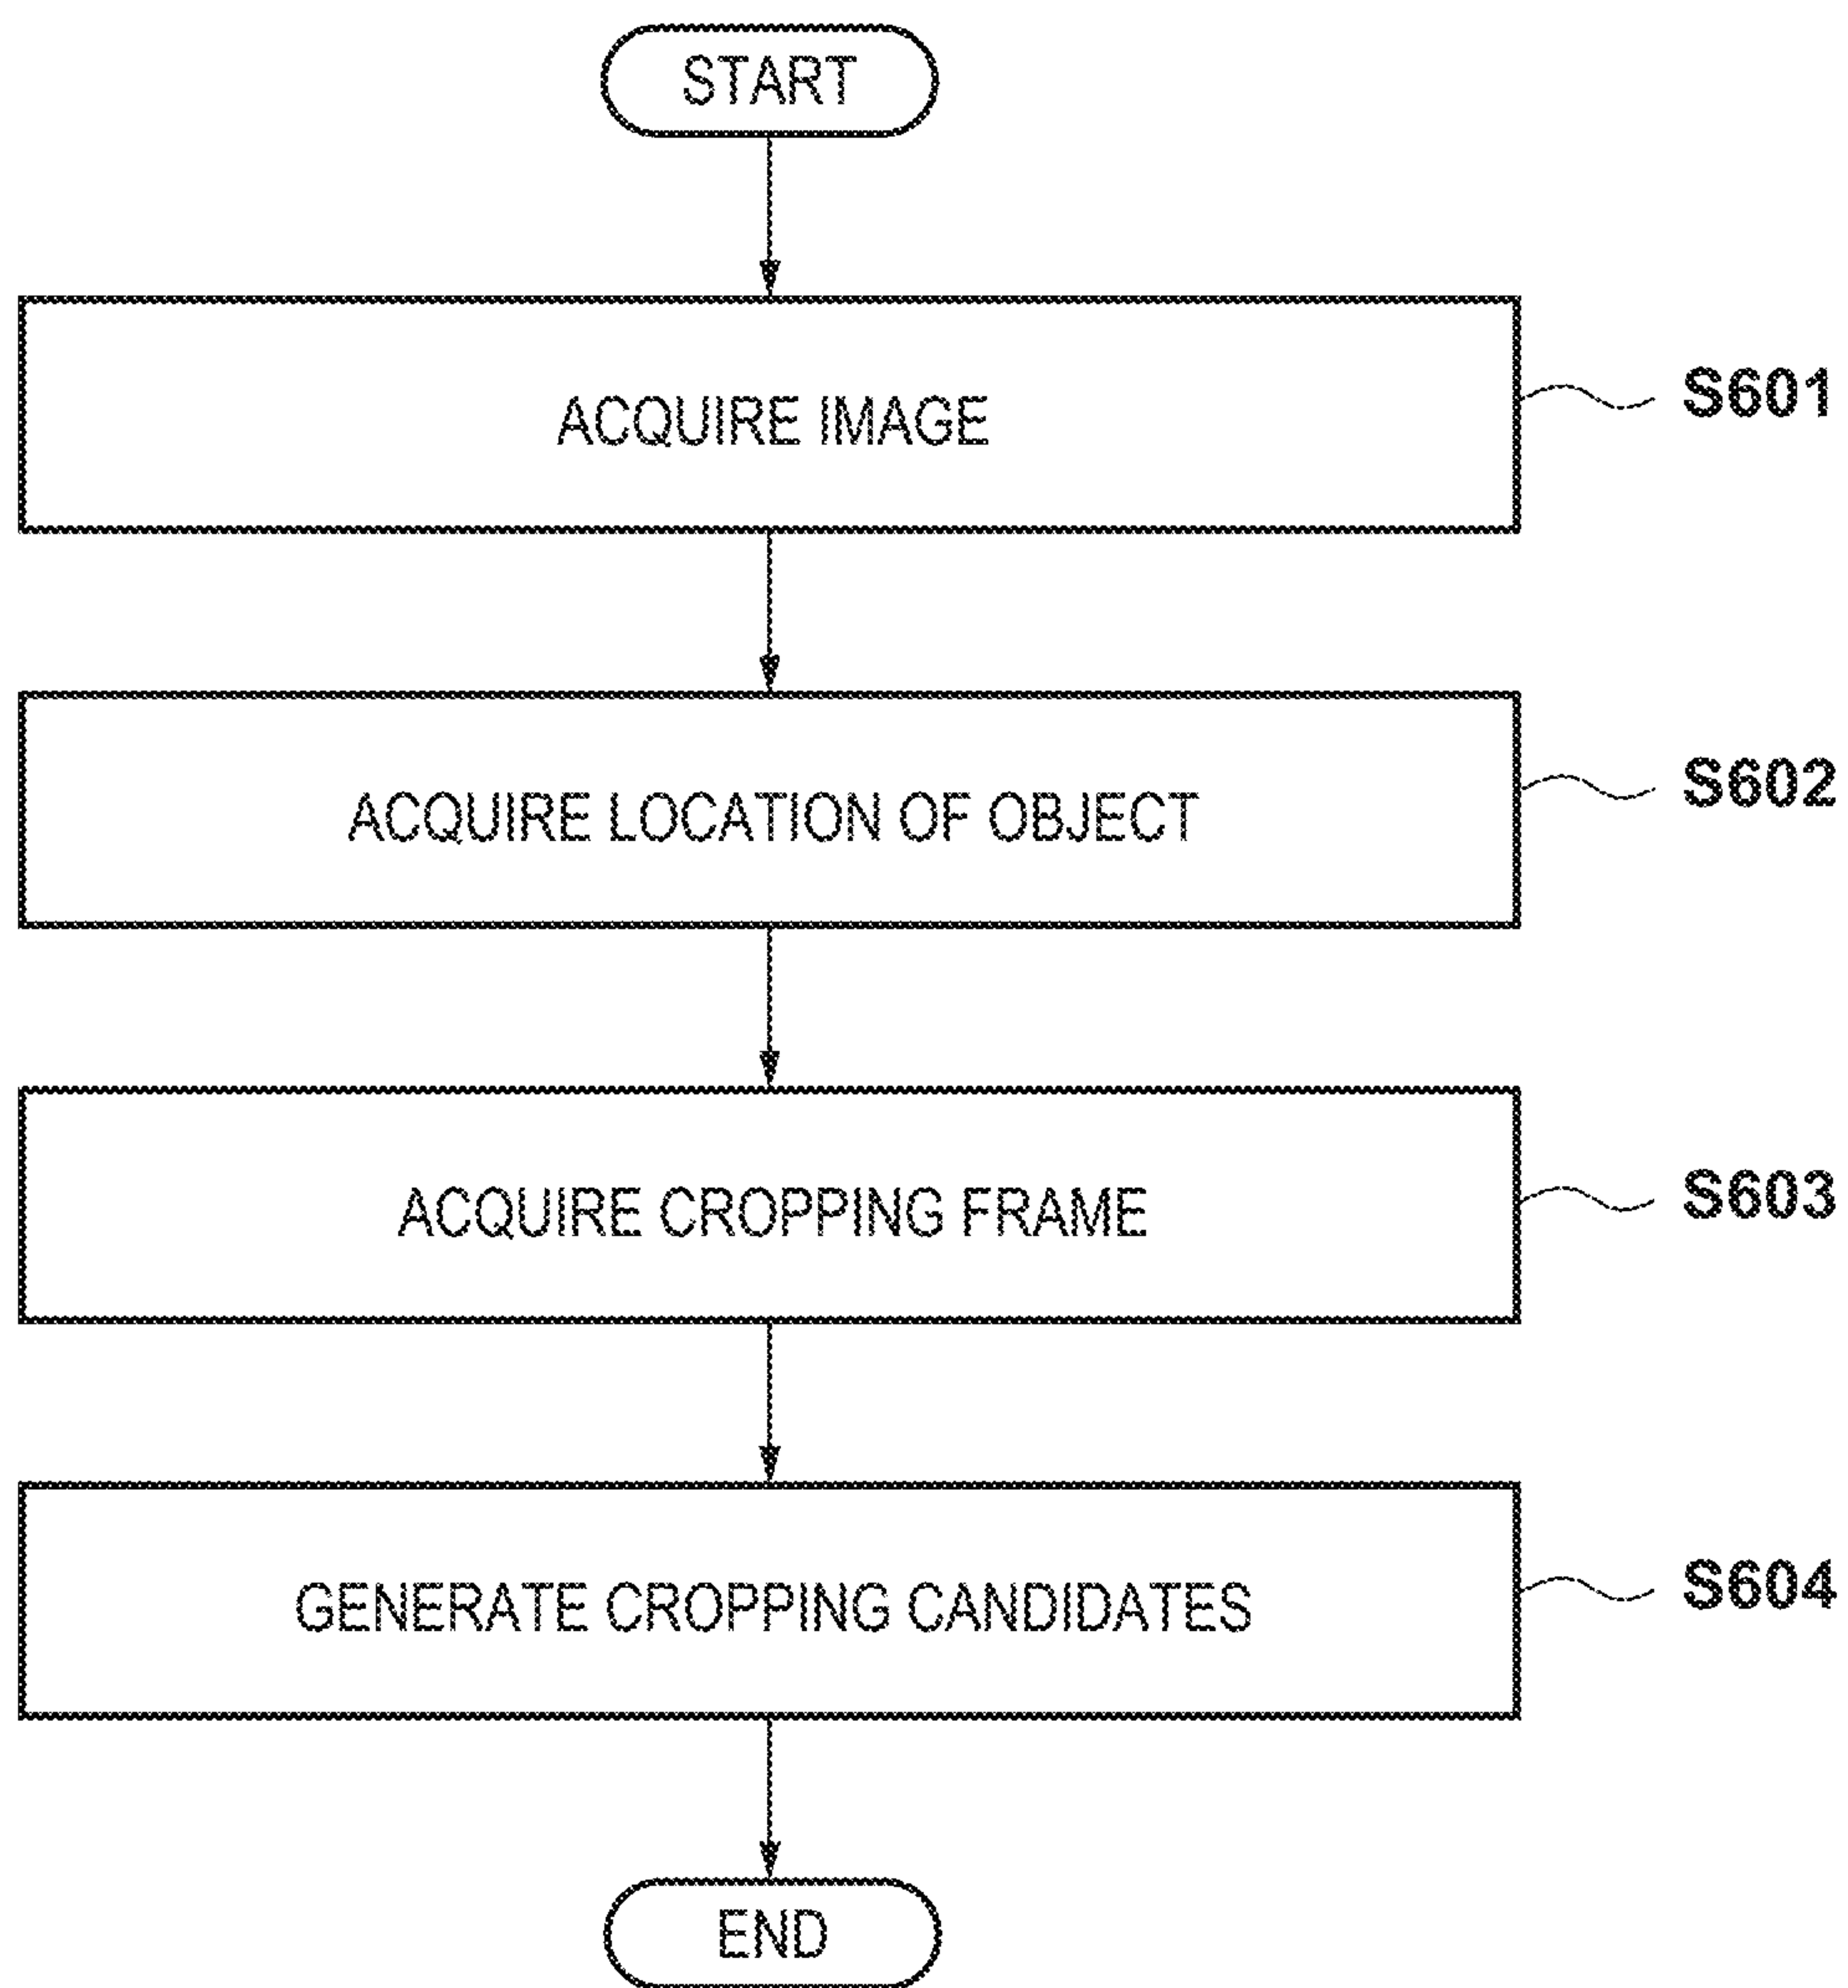 START
ACQUIRE IMAGE
S601
ACQUIRE LOCATION OF OBJECT
S602
ACQUIRE CROPPING FRAME
S603
GENERATE CROPPING CANDIDATES
S604
END